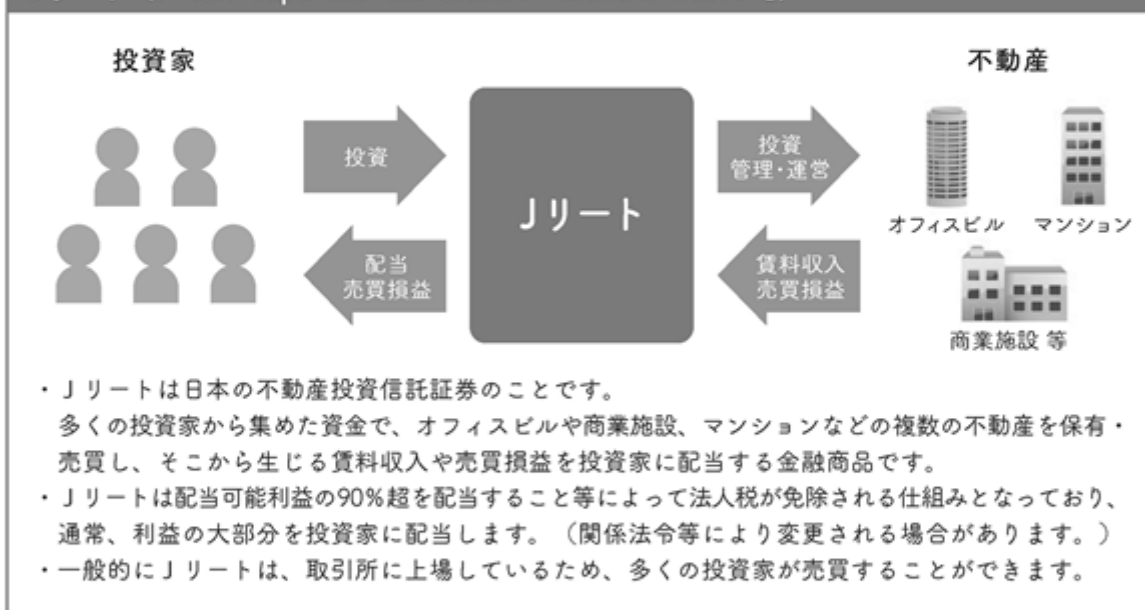 投資家
不動産
投資
Jリート
投資
管理・運営
配当
売買損益
賃料収入
売買損益
オフィスビル
マンション
商業施設 等
・Jリートは日本の不動産投資信託証券のことです。
多くの投資家から集めた資金で、オフィスビルや商業施設、マンションなどの複数の不動産を保有・
売買し、そこから生じる賃料収入や売買損益を投資家に配当する金融商品です。
・Jリートは配当可能利益の90%超を配当すること等によって法人税が免除される仕組みとなっており、
通常、利益の大部分を投資家に配当します。(関係法令等により変更される場合があります。)
・一般的にJリートは、取引所に上場しているため、多くの投資家が売買することができます。